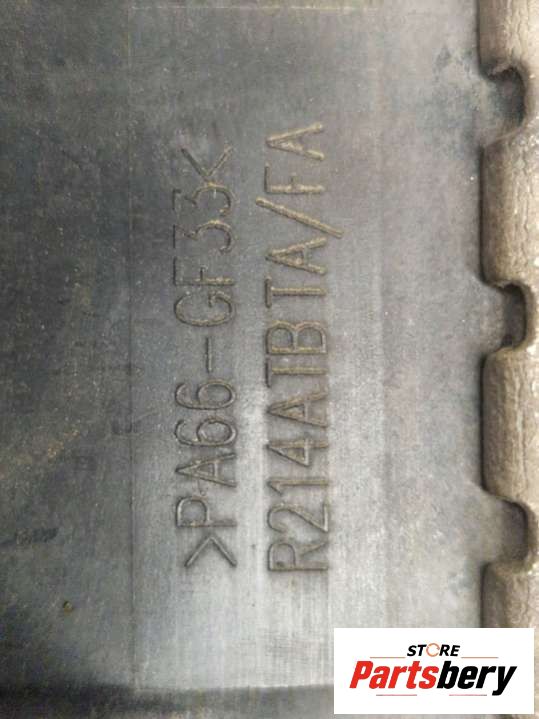 >PA66-GF33<
R214ATBTA/FA
STORE
Partsbery